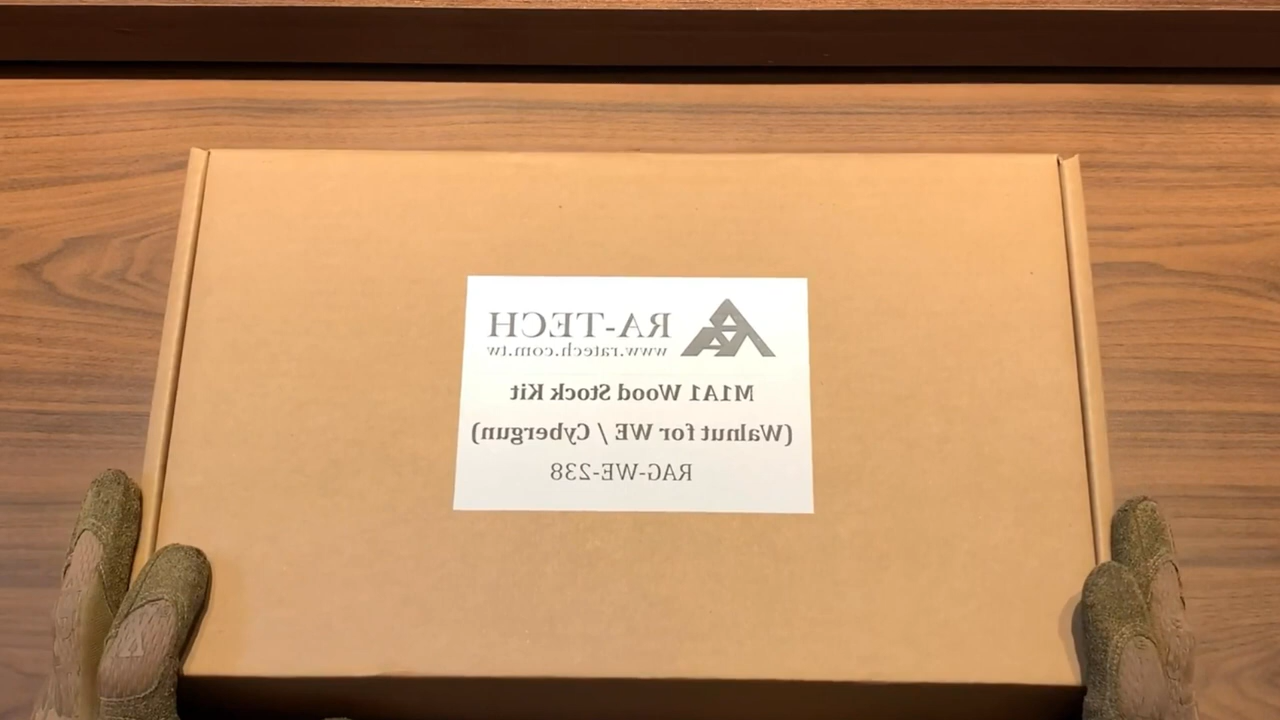 RA-TECH
www.ratech.com.tw
M1A1 Wood Stock Kit
(Walnut for WE / Cybergun)
RAG-WE-238